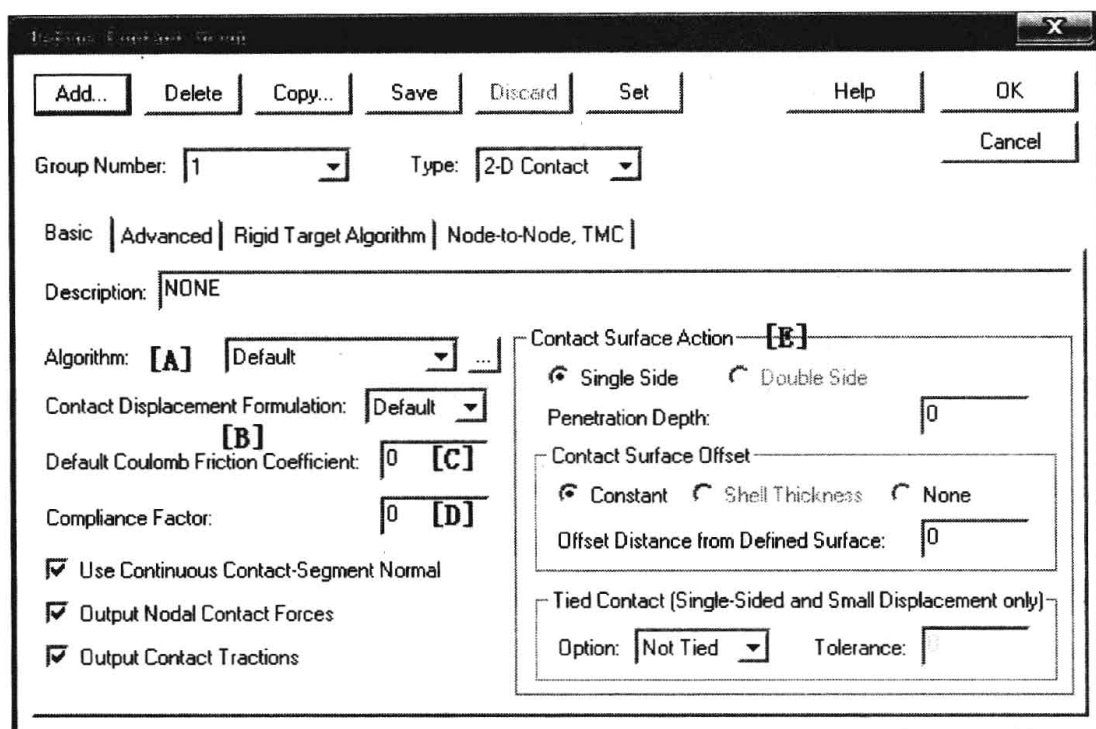 Define Contact Group
X
Add... Delete Copy... Save Discard Set Help OK
Cancel
Group Number: 1 Type: 2-D Contact
Basic Advanced Rigid Target Algorithm Node-to-Node, TMC
Description: NONE
Algorithm: [A] Default ...
Contact Displacement Formulation: Default
[B]
Default Coulomb Friction Coefficient: 0 [C]
Compliance Factor: 0 [D]
Use Continuous Contact-Segment Normal
Output Nodal Contact Forces
Output Contact Tractions
Contact Surface Action [E]
Single Side Double Side
Penetration Depth: 0
Contact Surface Offset
Constant Shell Thickness None
Offset Distance from Defined Surface: 0
Tied Contact (Single-Sided and Small Displacement only)
Option: Not Tied Tolerance: 0